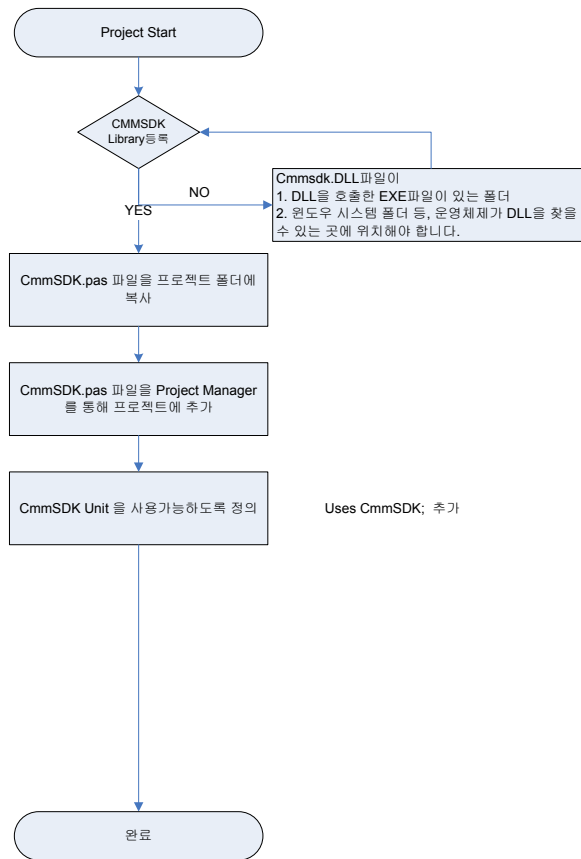 Project Start
CMMSDK
Library등록
NO
YES
Cmmsdk.DLL파일이
1. DLL을 호출한 EXE파일이 있는 폴더
2. 윈도우 시스템 폴더 등, 운영체제가 DLL을 찾을
수 있는 곳에 위치해야 합니다.
CmmSDK.pas 파일을 프로젝트 폴더에
복사
CmmSDK.pas 파일을 Project Manager
를 통해 프로젝트에 추가
CmmSDK Unit 을 사용가능하도록 정의
Uses CmmSDK; 추가
완료